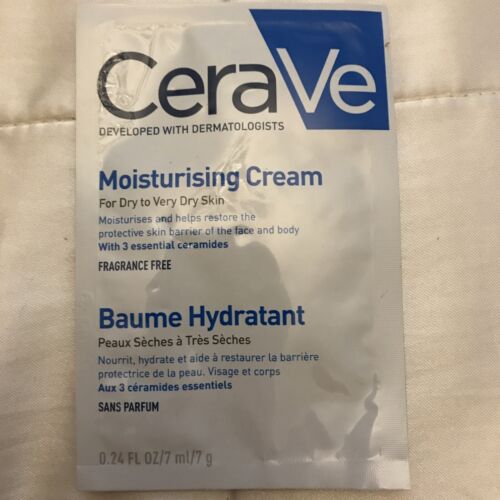 CeraVe
DEVELOPED WITH DERMATOLOGISTS
Moisturising Cream
For Dry to Very Dry Skin
Moisturises and helps restore the
protective skin barrier of the face and body
With 3 essential ceramides
FRAGRANCE FREE
Baume Hydratant
Peaux Sèches à Très Sèches
Nourrit, hydrate et aide à restaurer la barrière
protectrice de la peau. Visage et corps
Aux 3 céramides essentiels
SANS PARFUM
0.24 FL OZ/7 ml/7 g